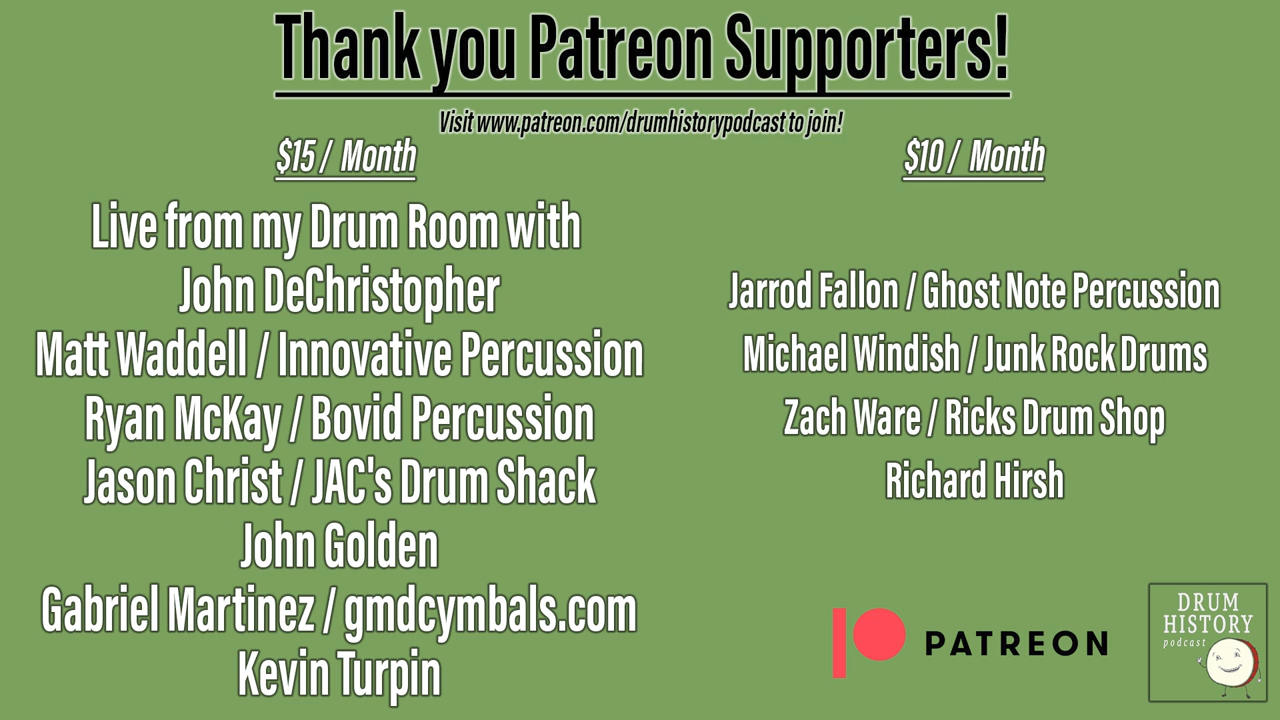 Thank you Patreon Supporters!
Visit www.patreon.com/drumhistorypodcast to join!
$15 / Month
Live from my Drum Room with
John DeChristopher
Matt Waddell / Innovative Percussion
Ryan McKay / Bovid Percussion
Jason Christ / JAC's Drum Shack
John Golden
Gabriel Martinez / gmdcymbals.com
Kevin Turpin
$10 / Month
Jarrod Fallon / Ghost Note Percussion
Michael Windish / Junk Rock Drums
Zach Ware / Ricks Drum Shop
Richard Hirsh
PATREON
DRUM
HISTORY
podcast